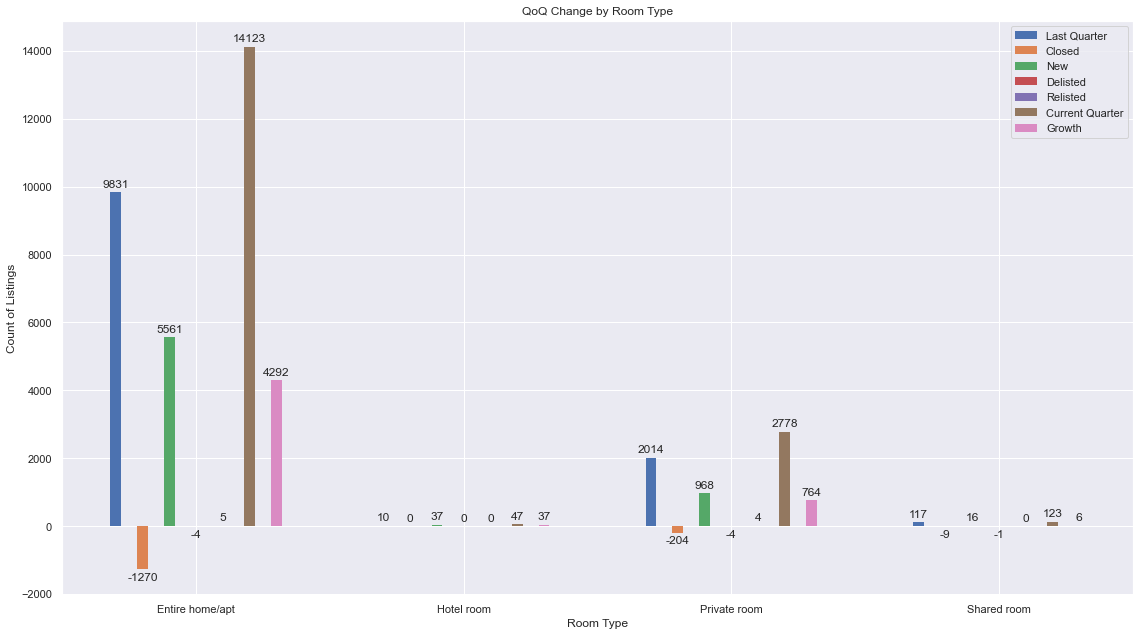 QoQ Change by Room Type
Last Quarter
Closed
New
Delisted
Relisted
Current Quarter
Growth
Count of Listings
14000
12000
10000
8000
6000
4000
2000
0
−2000
9831
-1270
5561
-4
5
14123
4292
10
0
37
0
0
47
37
2014
-204
968
-4
4
2778
764
117
-9
16
-1
0
123
6
Entire home/apt
Hotel room
Private room
Shared room
Room Type